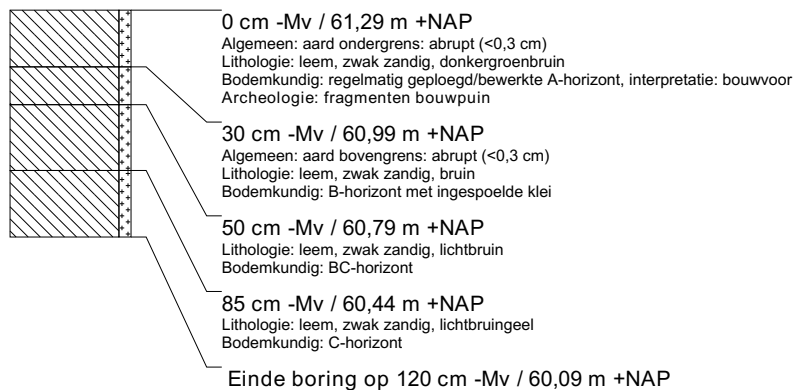 0 cm -Mv / 61,29 m +NAP
Algemeen: aard ondergrens: abrupt (<0,3 cm)
Lithologie: leem, zwak zandig, donkergroenbruin
Bodemkundig: regelmatig geploegd/bewerkte A-horizont, interpretatie: bouwvoor
Archeologie: fragmenten bouwpuin
30 cm -Mv / 60,99 m +NAP
Algemeen: aard bovengrens: abrupt (<0,3 cm)
Lithologie: leem, zwak zandig, bruin
Bodemkundig: B-horizont met ingespoelde klei
50 cm -Mv / 60,79 m +NAP
Lithologie: leem, zwak zandig, lichtbruin
Bodemkundig: BC-horizont
85 cm -Mv / 60,44 m +NAP
Lithologie: leem, zwak zandig, lichtbruingeel
Bodemkundig: C-horizont
Einde boring op 120 cm -Mv / 60,09 m +NAP